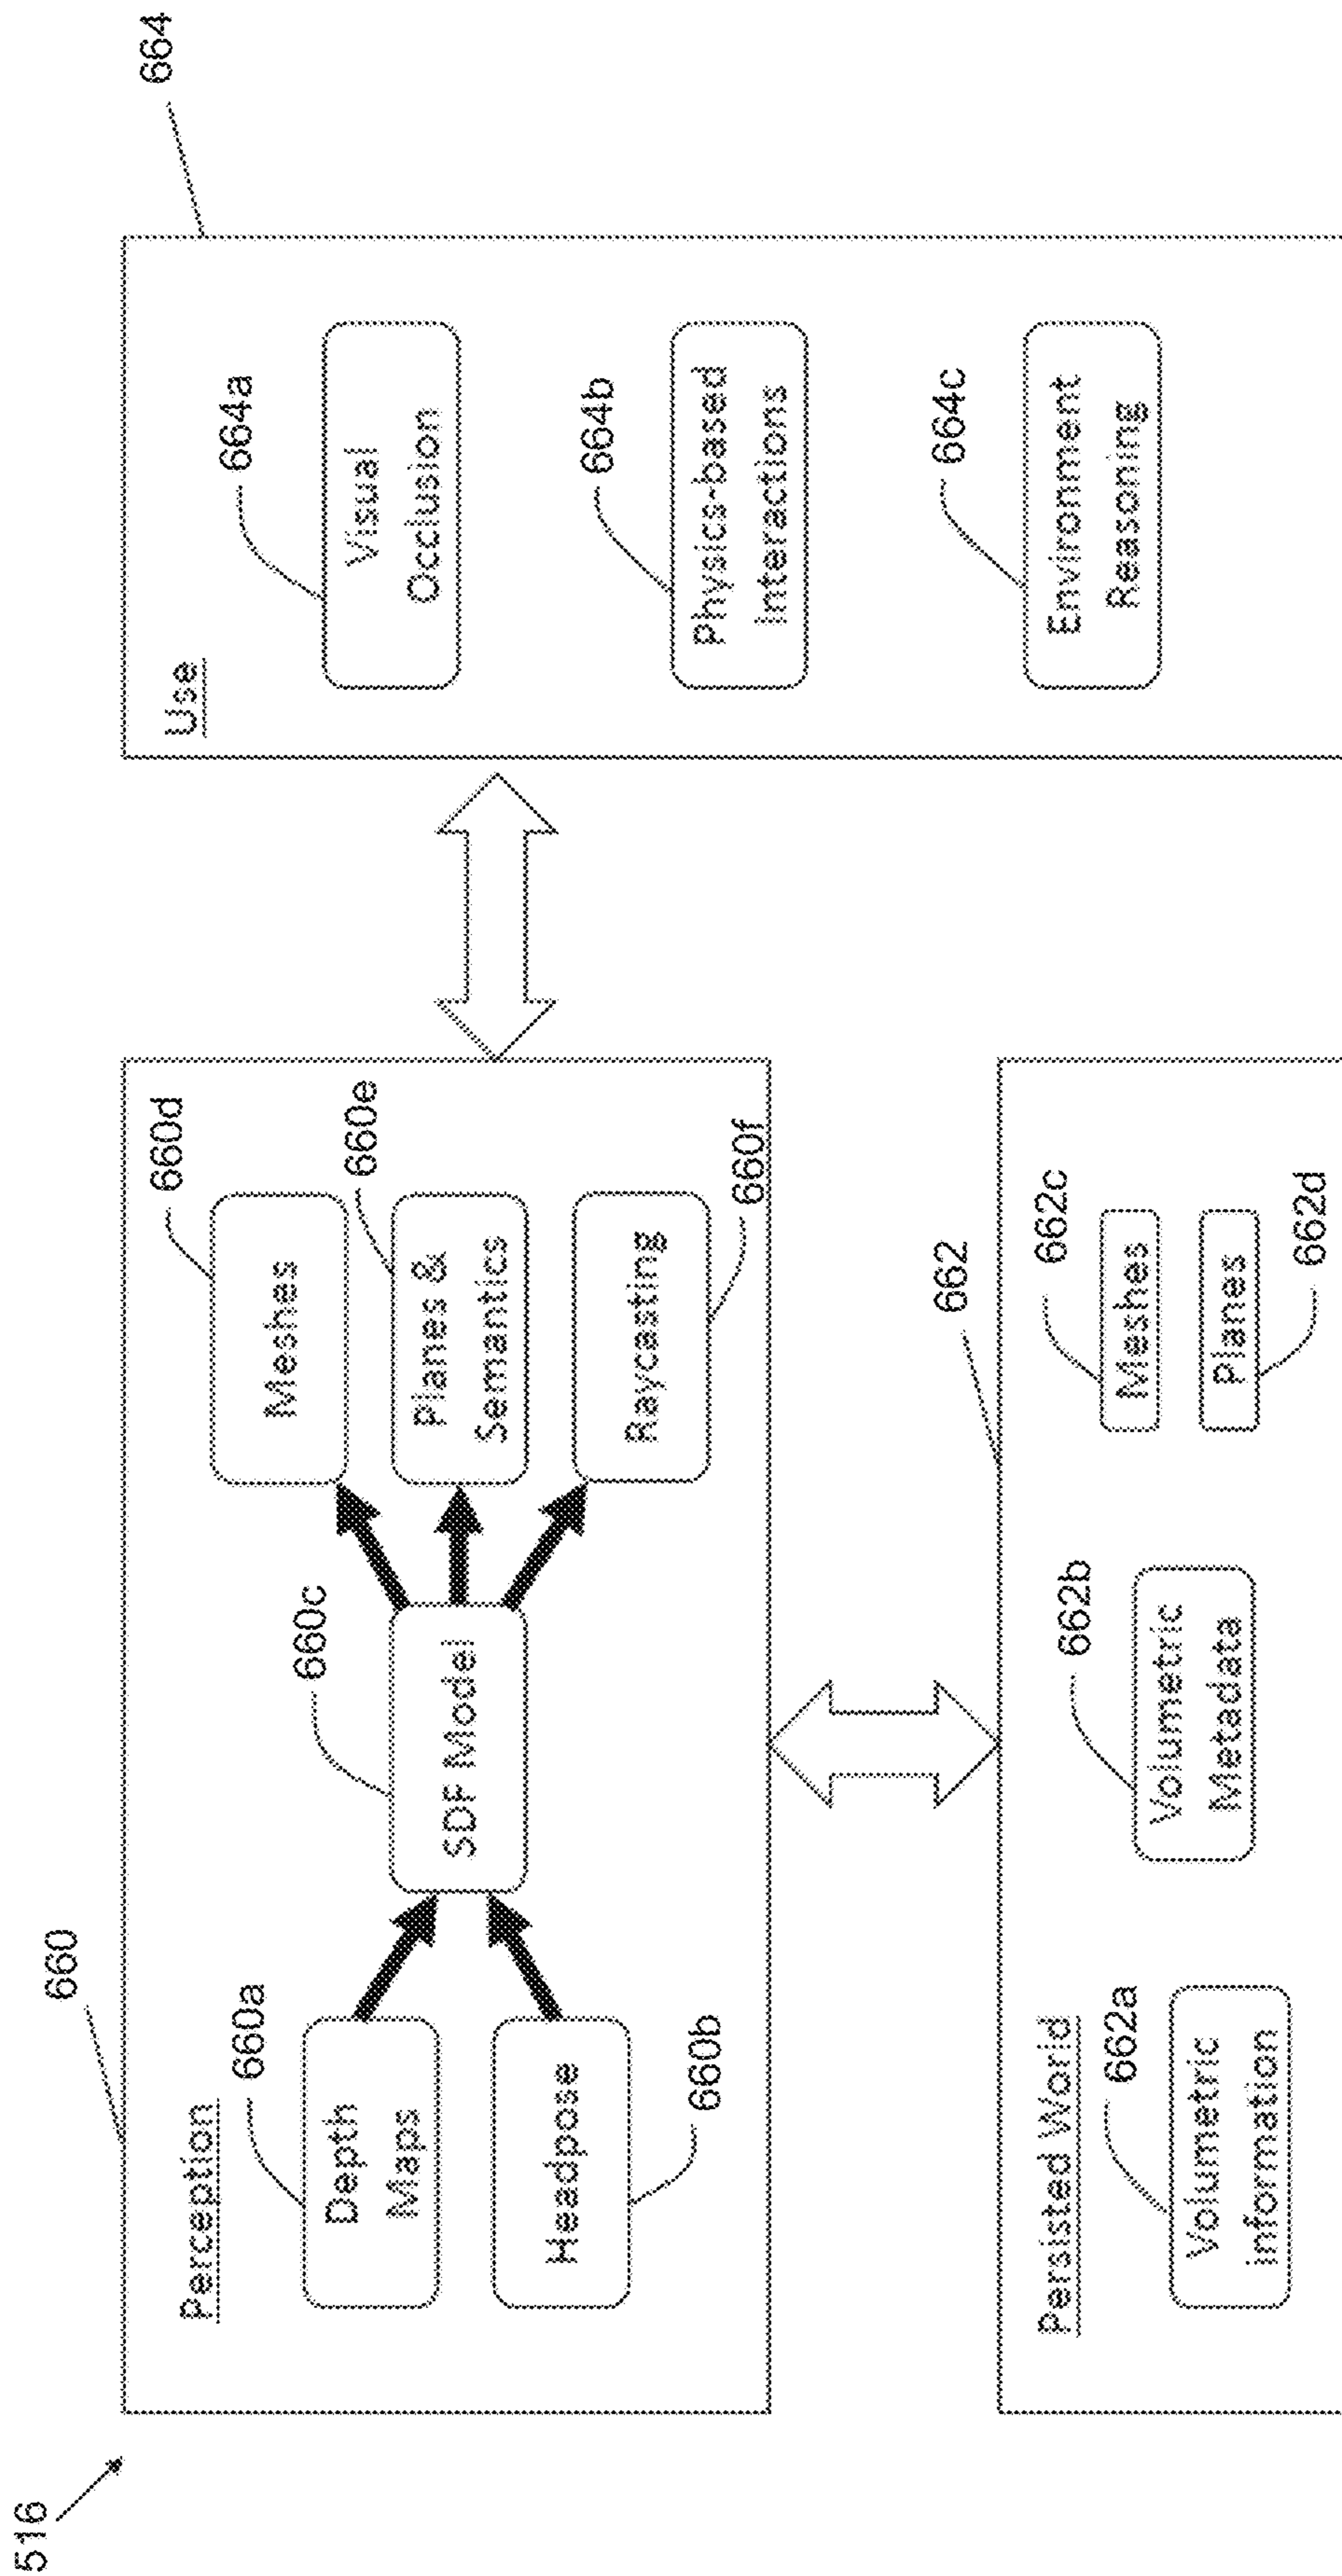 516
660
Perception
660a
Depth
Maps
Headpose
660b
660c
SDF Model
660d
Meshes
660e
Planes &
Semantics
Raycasting
660f
664
Use
664a
Visual
Occlusion
664b
Physics-based
Interactions
664c
Environment
Reasoning
662
Persisted World
662a
Volumetric
information
662b
Volumetric
Metadata
662c
Meshes
Planes
662d